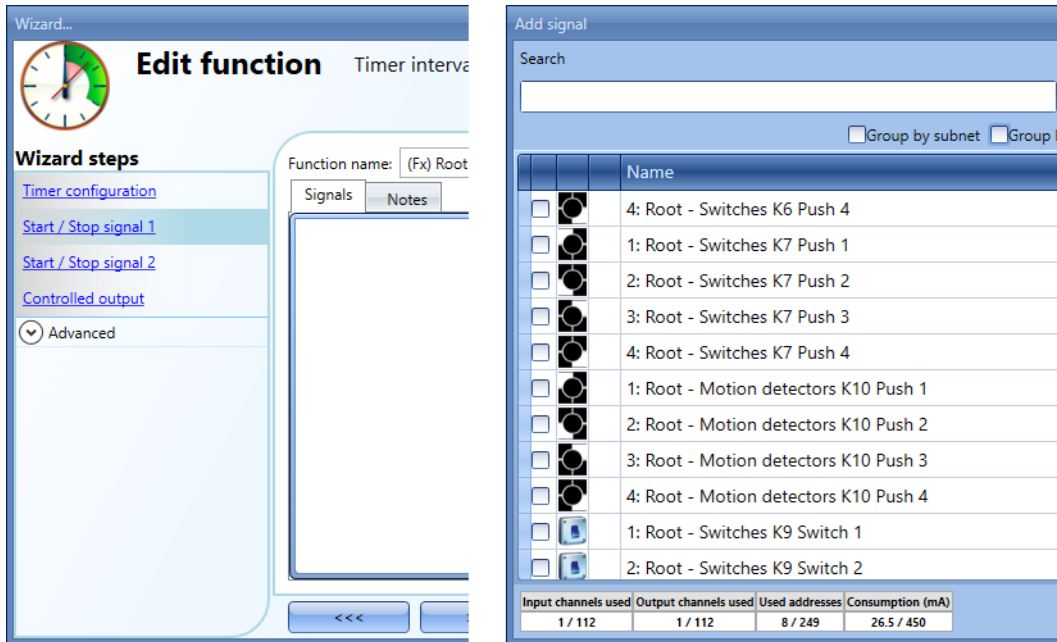 Wizard...
Edit function Timer interva
Wizard steps
Timer configuration
Start / Stop signal 1
Start / Stop signal 2
Controlled output
Advanced
Function name: (Fx) Root
Signals Notes
<<<
Add signal
Search
Group by subnet Group
Name
4: Root - Switches K6 Push 4
1: Root - Switches K7 Push 1
2: Root - Switches K7 Push 2
3: Root - Switches K7 Push 3
4: Root - Switches K7 Push 4
1: Root - Motion detectors K10 Push 1
2: Root - Motion detectors K10 Push 2
3: Root - Motion detectors K10 Push 3
4: Root - Motion detectors K10 Push 4
1: Root - Switches K9 Switch 1
2: Root - Switches K9 Switch 2
Input channels used Output channels used Used addresses Consumption (mA)
1 / 112 1 / 112 8 / 249 26.5 / 450